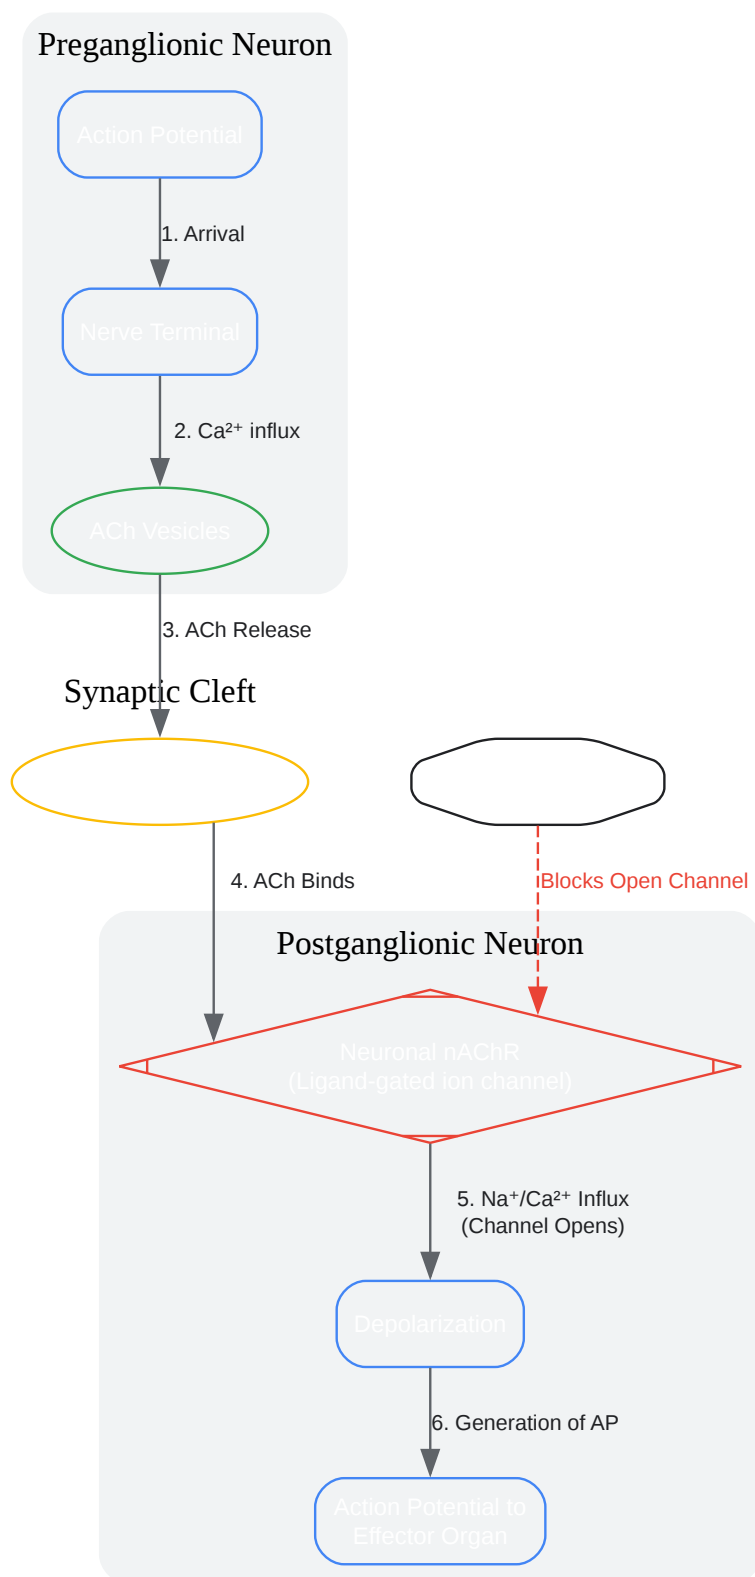 Preganglionic Neuron
Action Potential
1. Arrival
Nerve Terminal
2. Ca²⁺ influx
ACh Vesicles
3. ACh Release
Synaptic Cleft
4. ACh Binds
Blocks Open Channel
Postganglionic Neuron
Neuronal nAChR
(Ligand-gated ion channel)
5. Na⁺/Ca²⁺ Influx
(Channel Opens)
Depolarization
6. Generation of AP
Action Potential to
Effector Organ